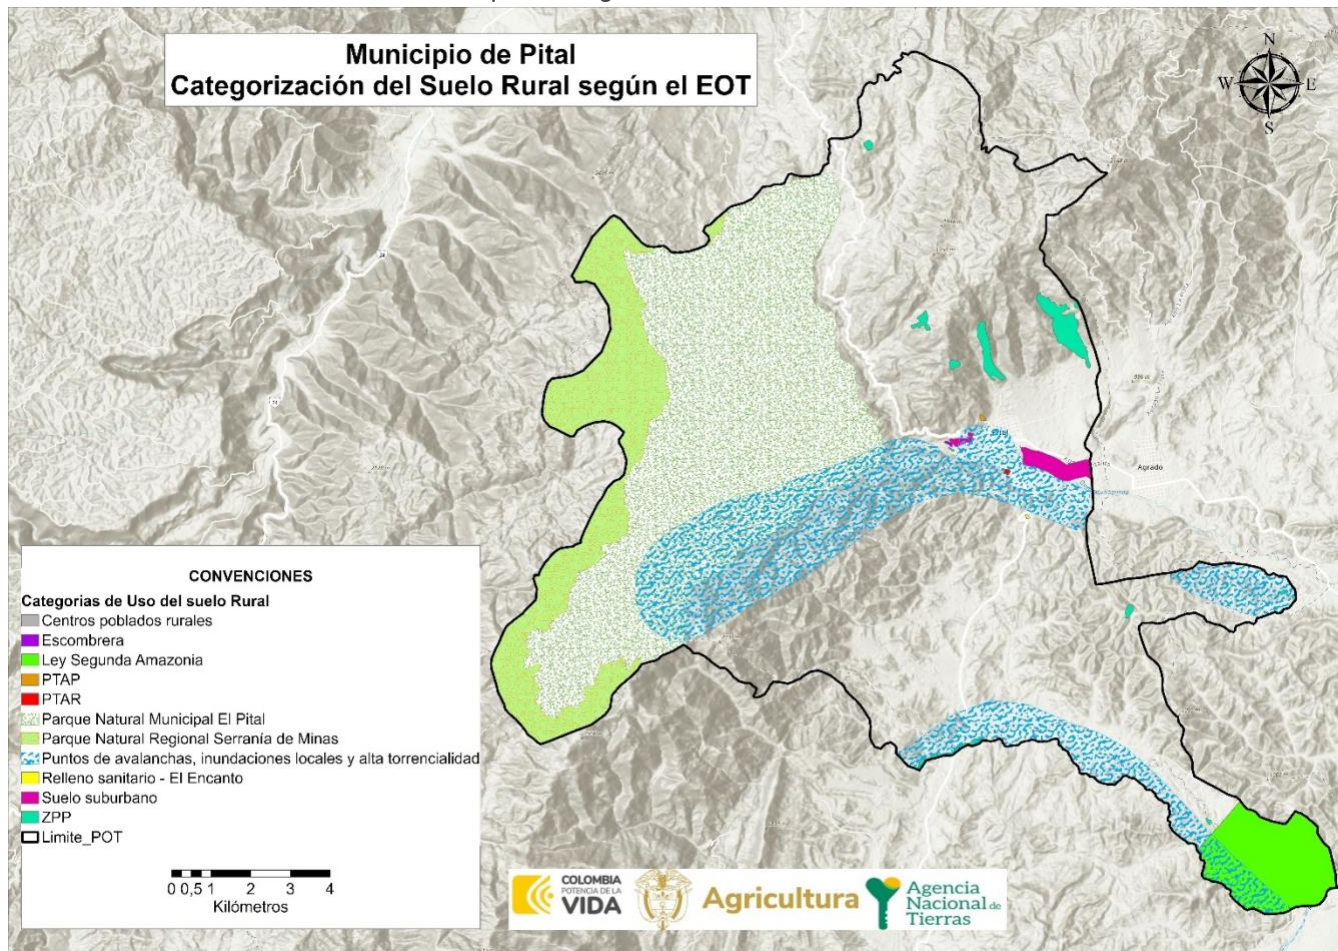 Municipio de Pital
Categorización del Suelo Rural según el EOT
N
W
E
S
Agrado
CONVENCIONES
Categorias de Uso del suelo Rural
Centros poblados rurales
Escombrera
Ley Segunda Amazonia
PTAP
PTAR
Parque Natural Municipal El Pital
Parque Natural Regional Serranía de Minas
Puntos de avalanchas, inundaciones locales y alta torrencialidad
Relleno sanitario - El Encanto
Suelo suburbano
ZPP
Limite_POT
0 0,5 1 2 3 4
Kilómetros
COLOMBIA
POTENCIA DE LA
VIDA
Agricultura
Agencia
Nacional de
Tierras